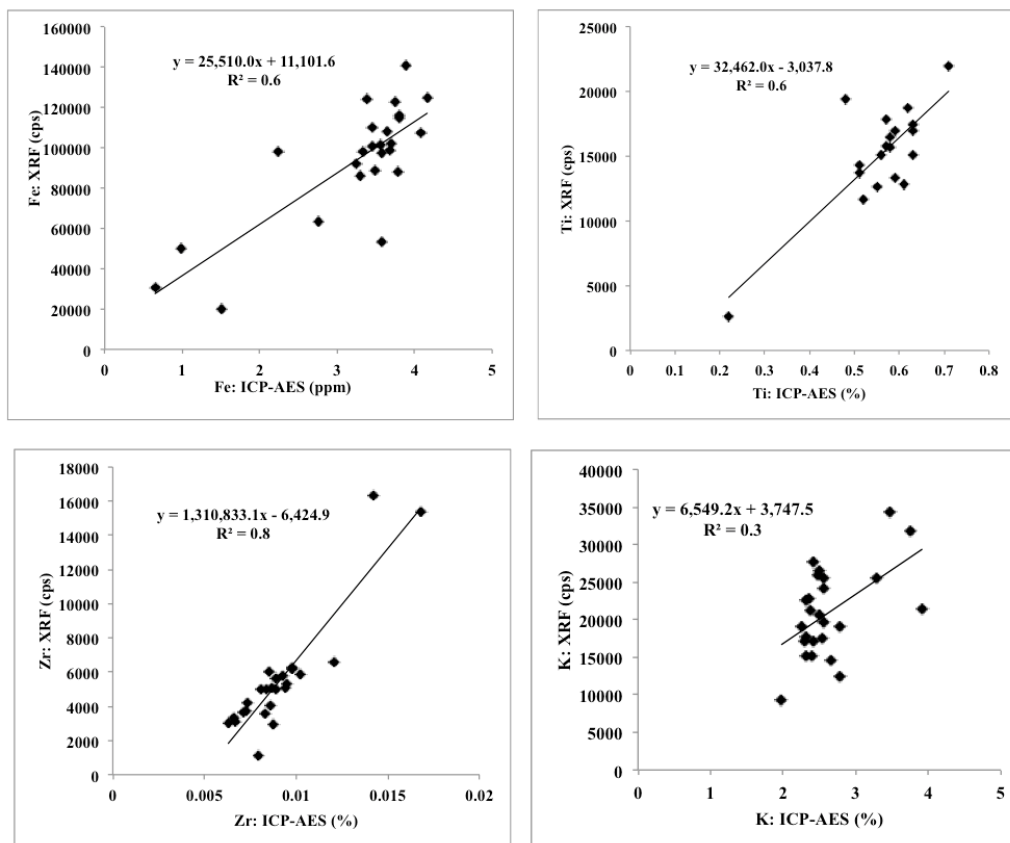 y = 25,510.0x + 11,101.6
R² = 0.6
Fe: XRF (cps)
160000
140000
120000
100000
80000
60000
40000
20000
0
0 1 2 3 4 5
Fe: ICP-AES (ppm)
y = 32,462.0x - 3,037.8
R² = 0.6
Ti: XRF (cps)
25000
20000
15000
10000
5000
0
0 0.1 0.2 0.3 0.4 0.5 0.6 0.7 0.8
Ti: ICP-AES (%)
y = 1,310,833.1x - 6,424.9
R² = 0.8
Zr: XRF (cps)
18000
16000
14000
12000
10000
8000
6000
4000
2000
0
0 0.005 0.01 0.015 0.02
Zr: ICP-AES (%)
y = 6,549.2x + 3,747.5
R² = 0.3
K: XRF (cps)
40000
35000
30000
25000
20000
15000
10000
5000
0
0 1 2 3 4 5
K: ICP-AES (%)